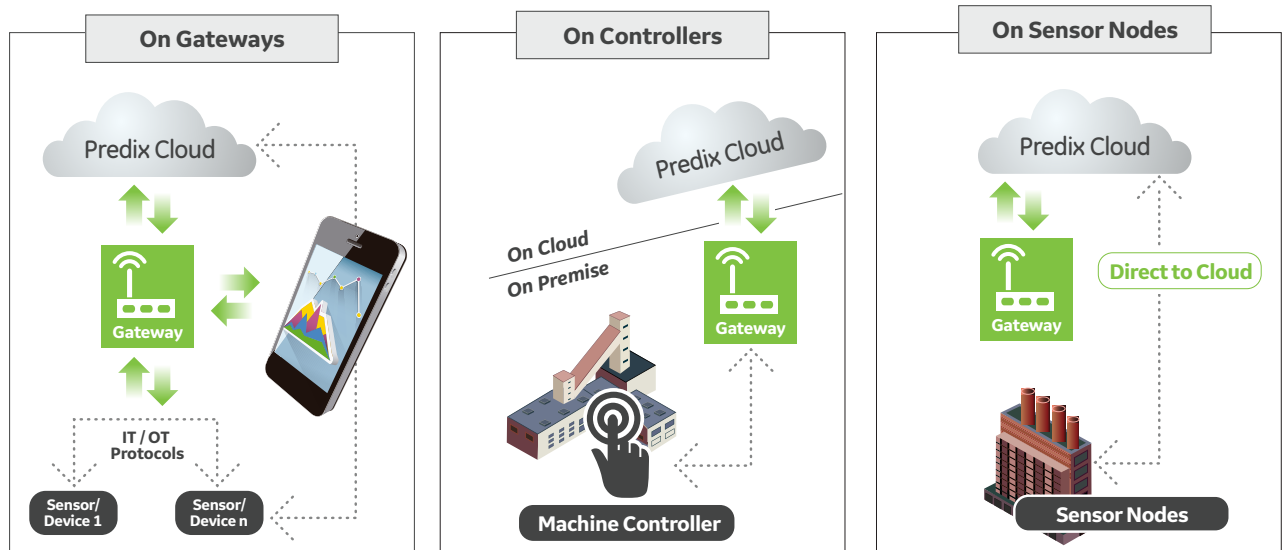 On Gateways
Predix Cloud
Gateway
IT / OT
Protocols
Sensor/
Device 1
Sensor/
Device n
On Controllers
Predix Cloud
On Cloud
On Premise
Gateway
Machine Controller
On Sensor Nodes
Predix Cloud
Direct to Cloud
Gateway
Sensor Nodes